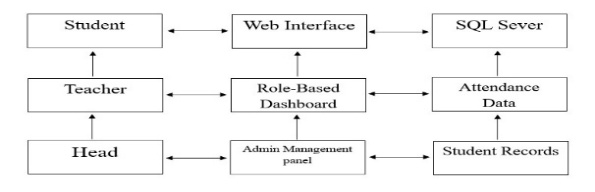 Student
Web Interface
SQL Sever
Teacher
Role-Based
Dashboard
Attendance
Data
Head
Admin Management
panel
Student Records